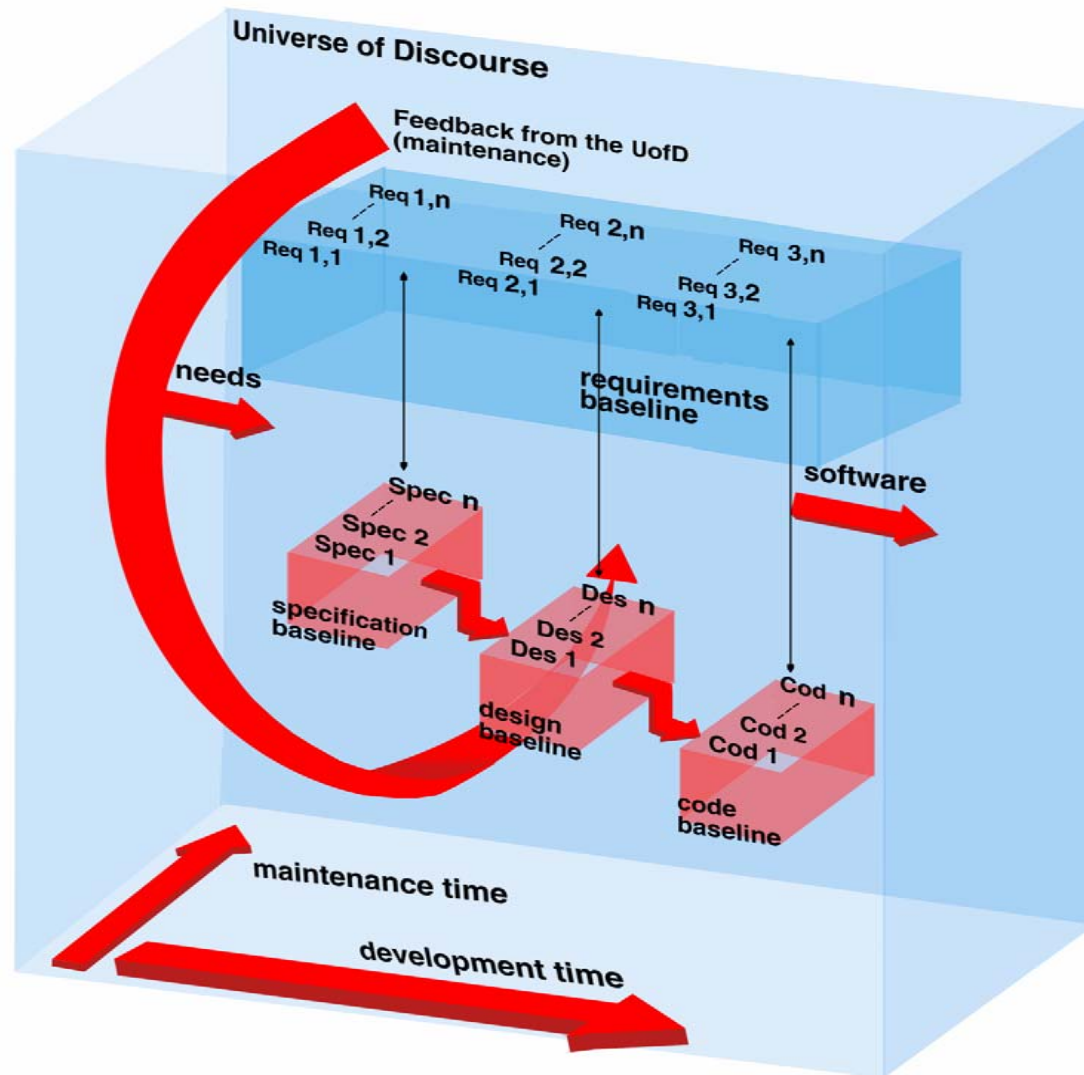 Universe of Discourse
Feedback from the UofD
(maintenance)
Req 1,n
Req 1,2
Req 1,1
Req 2,n
Req 2,2
Req 2,1
Req 3,n
Req 3,2
Req 3,1
needs
requirements
baseline
software
Spec n
Spec 2
Spec 1
specification
baseline
Des n
Des 2
Des 1
design
baseline
Cod n
Cod 2
Cod 1
code
baseline
maintenance time
development time